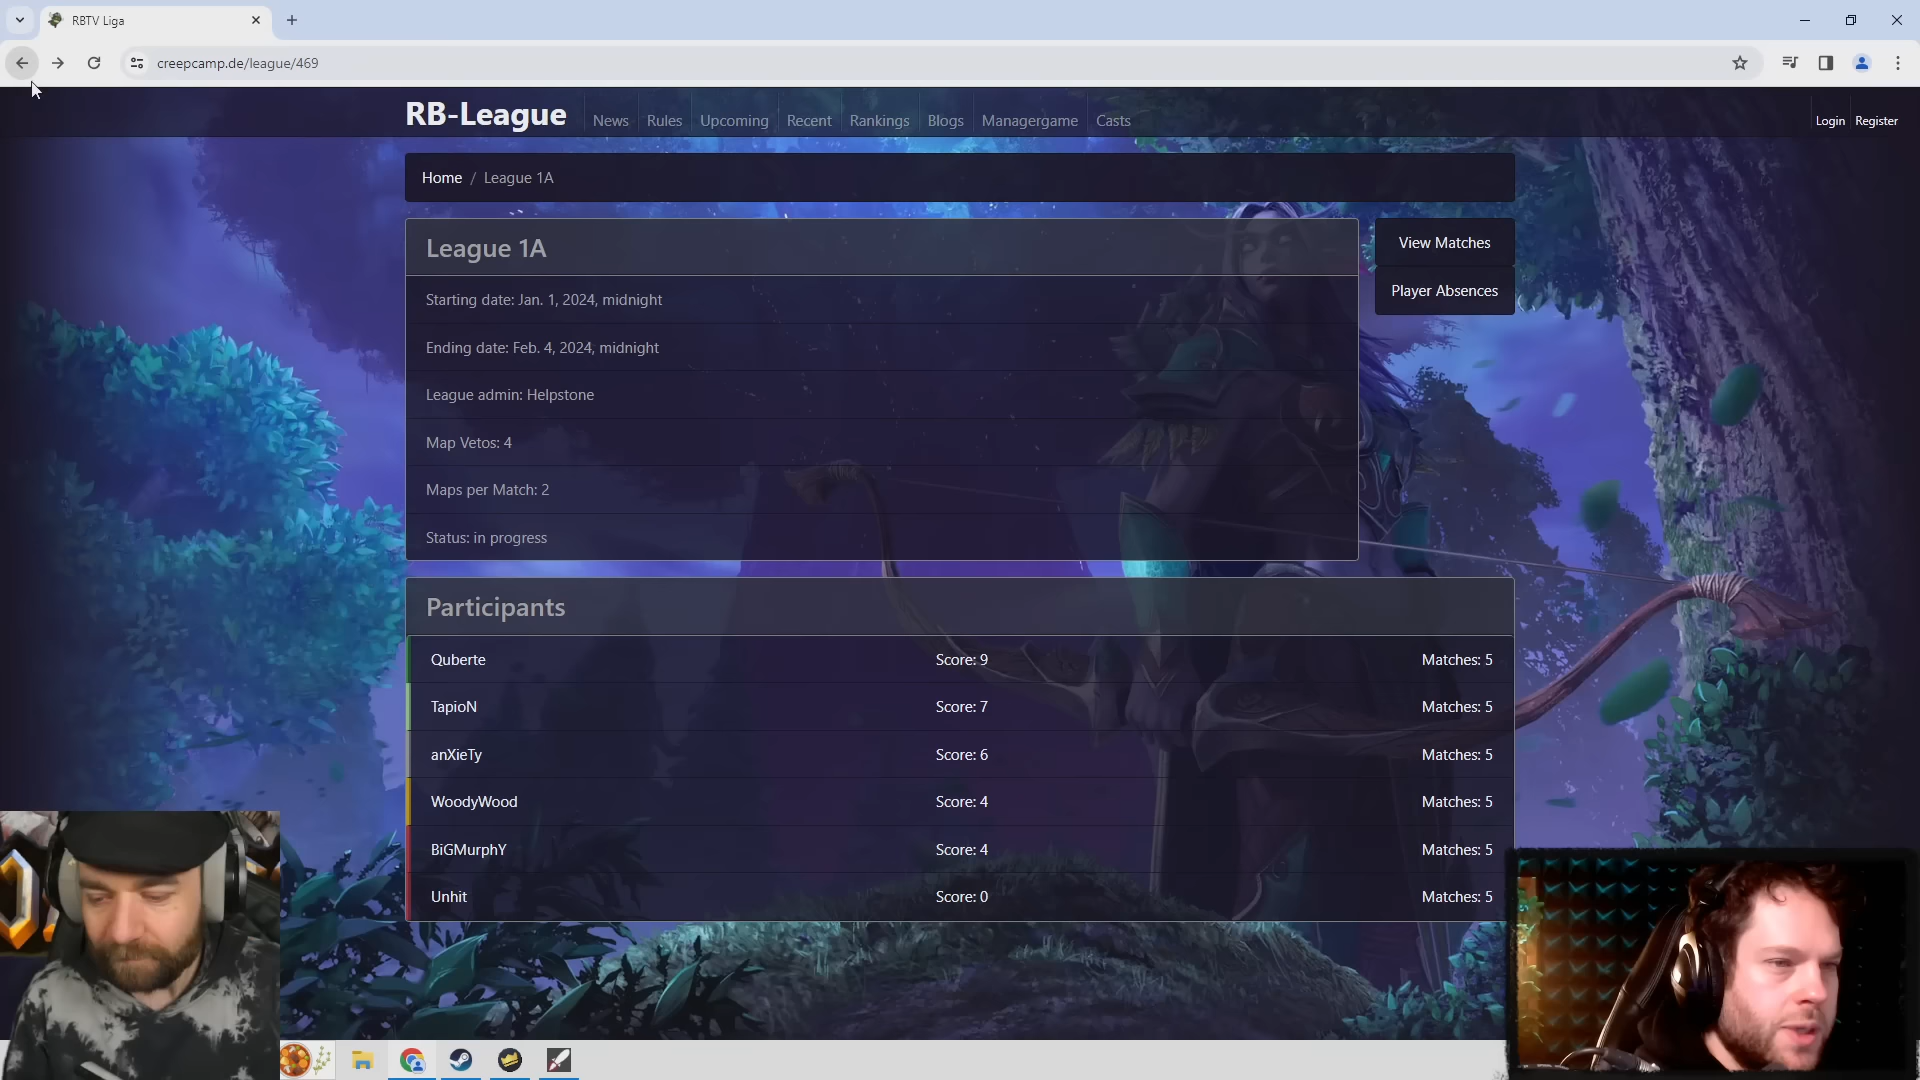 RBTV Liga
creepcamp.de/league/469
RB-League News Rules Upcoming Recent Rankings Blogs Managergame Casts Login Register
Home / League 1A
League 1A
View Matches
Player Absences
Starting date: Jan. 1, 2024, midnight
Ending date: Feb. 4, 2024, midnight
League admin: Helpstone
Map Vetos: 4
Maps per Match: 2
Status: in progress
Participants
Quberte Score: 9 Matches: 5
TapioN Score: 7 Matches: 5
anXieTy Score: 6 Matches: 5
WoodyWood Score: 4 Matches: 5
BiGMurphY Score: 4 Matches: 5
Unhit Score: 0 Matches: 5